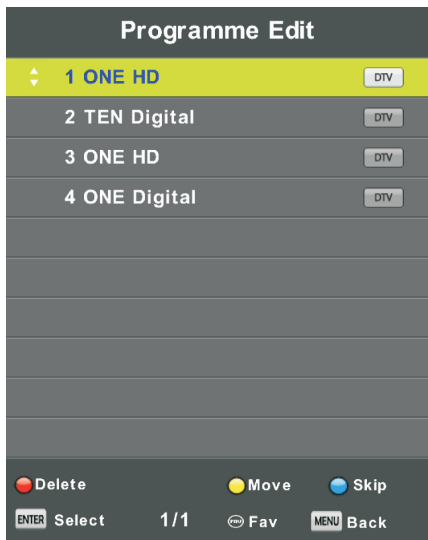 Programme Edit
1 ONE HD DTV
2 TEN Digital DTV
3 ONE HD DTV
4 ONE Digital DTV
Delete Move Skip
ENTER Select 1/1 Fav MENU Back